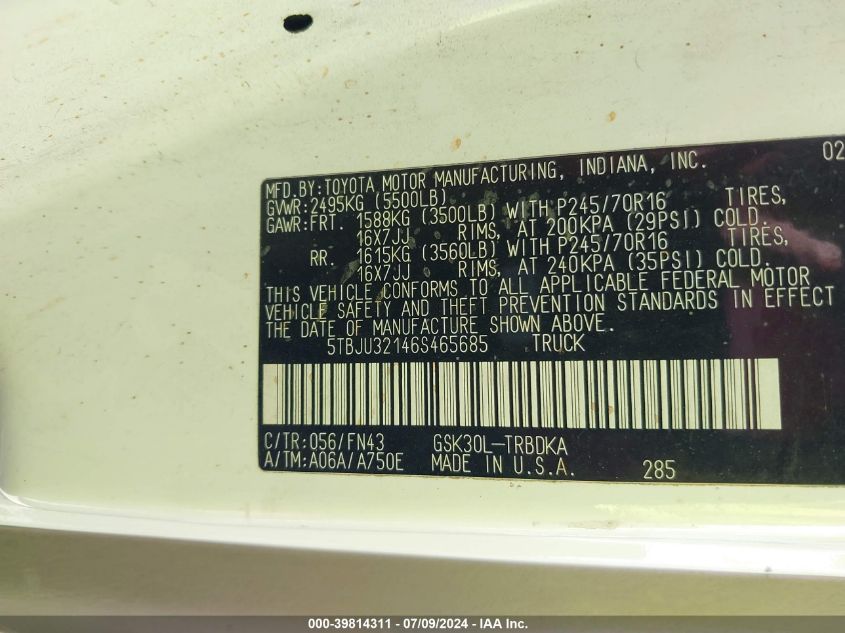 MFD.BY:TOYOTA MOTOR MANUFACTURING, INDIANA, INC. 02
GVWR:2495KG (5500LB)
GAWR:FRT. 1588KG (3500LB) WITH P245/70R16 TIRES,
16X7JJ RIMS, AT 200KPA (29PSI) COLD.
RR. 1615KG (3560LB) WITH P245/70R16 TIRES,
16X7JJ RIMS, AT 240KPA (35PSI) COLD.
THIS VEHICLE CONFORMS TO ALL APPLICABLE FEDERAL MOTOR
VEHICLE SAFETY AND THEFT PREVENTION STANDARDS IN EFFECT
THE DATE OF MANUFACTURE SHOWN ABOVE.
5TBJU32146S465685 TRUCK
C/TR:056/FN43 GSK30L-TRBDKA
A/TM:A06A/A750E MADE IN U.S.A. 285
000-39814311 - 07/09/2024 - IAA Inc.